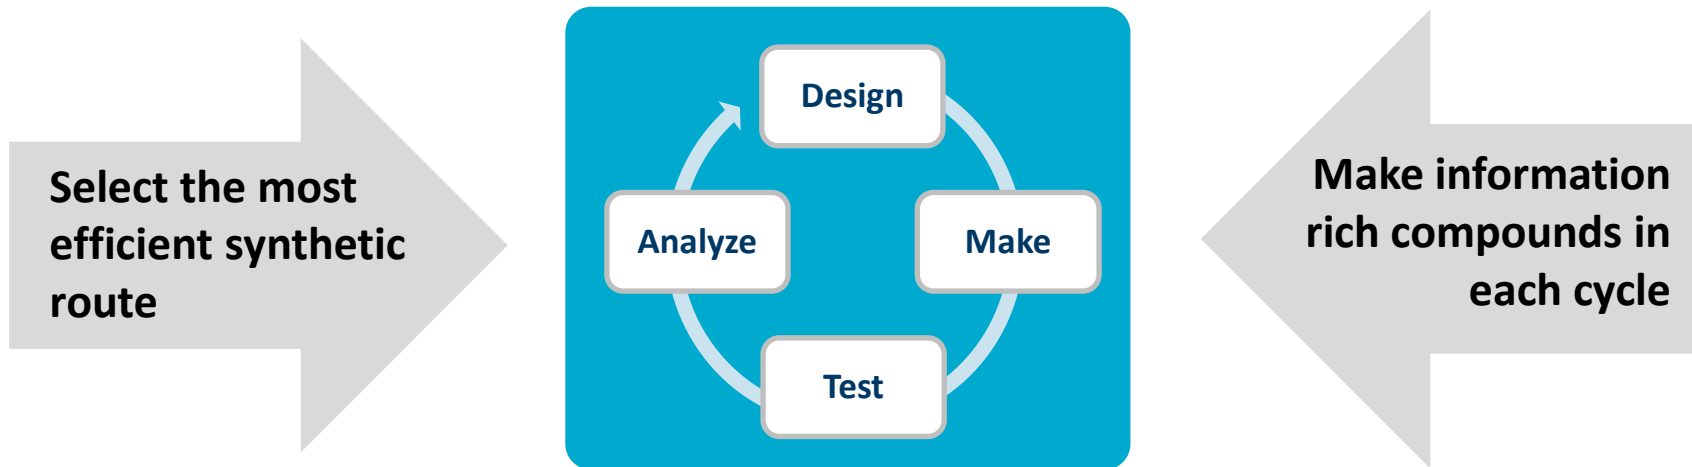 Select the most
efficient synthetic
route
Design
Analyze
Make
Test
Make information
rich compounds in
each cycle